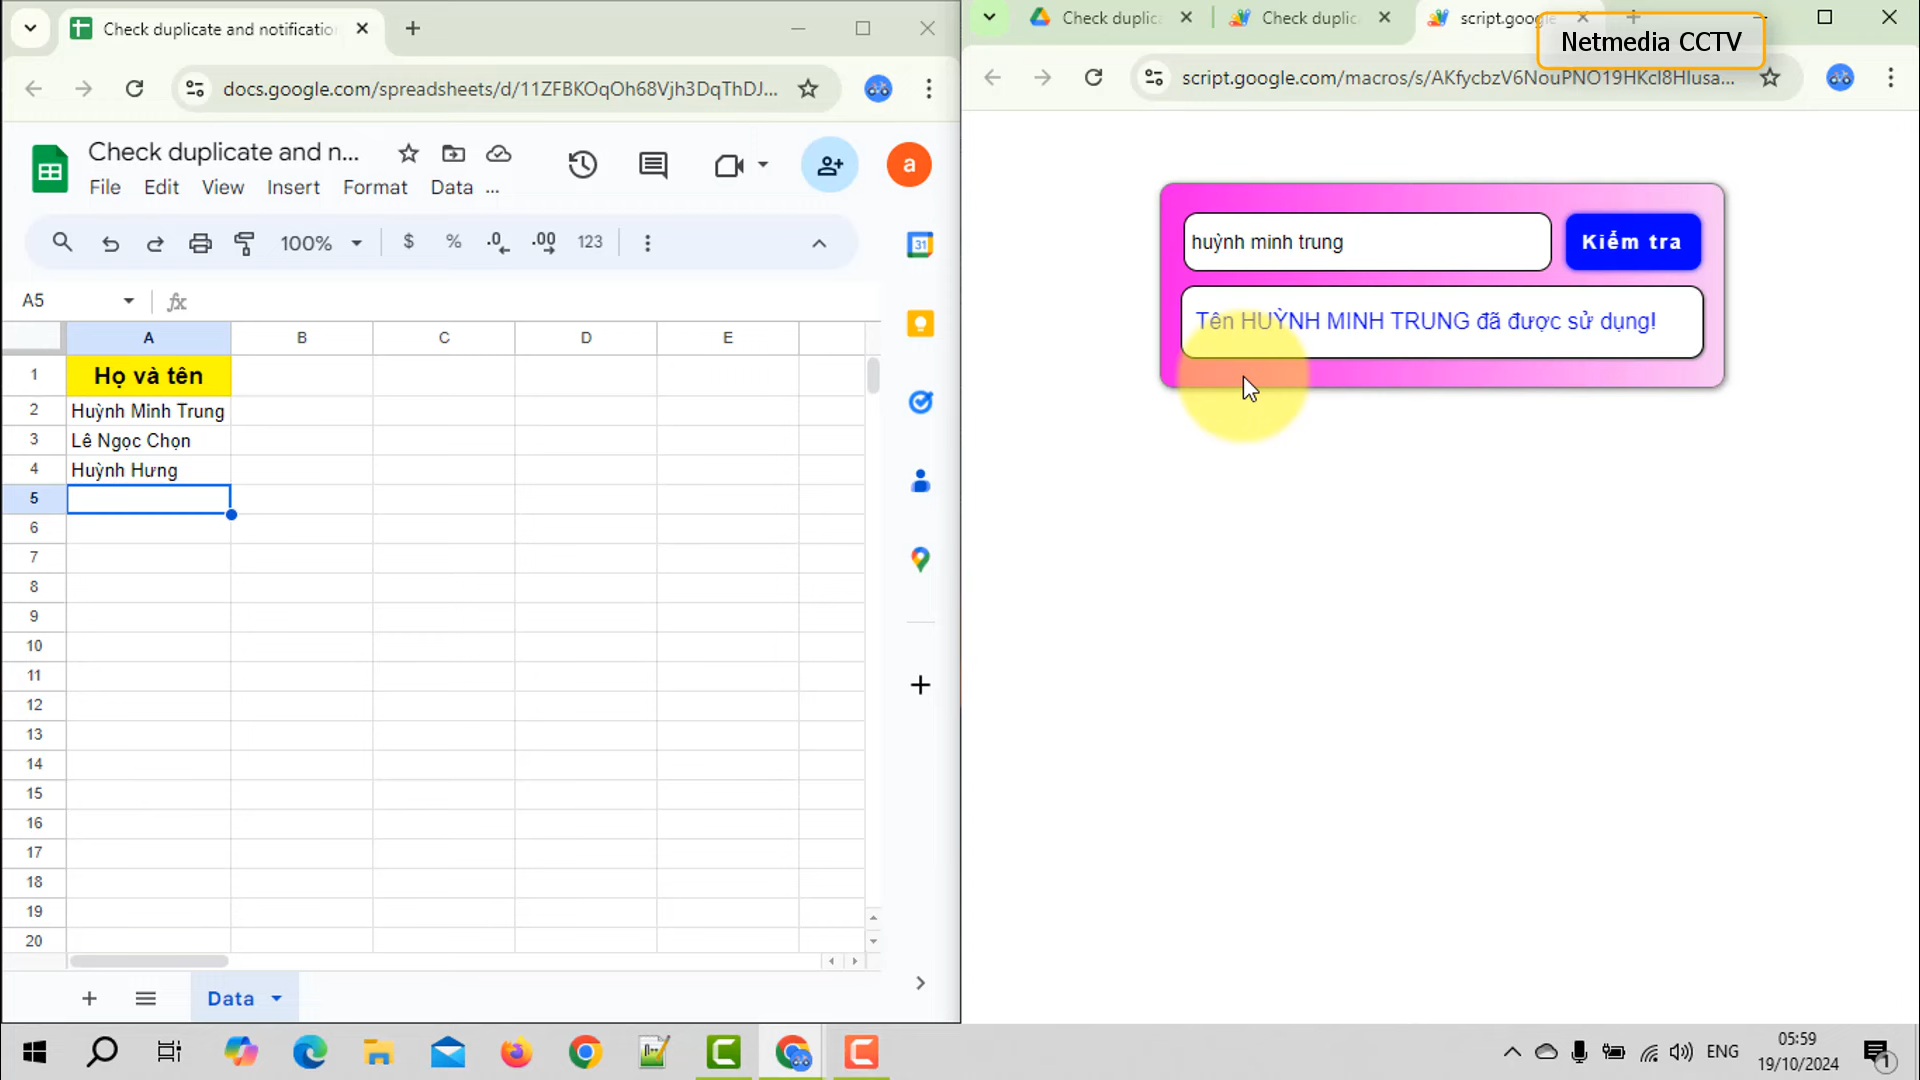 Check duplicate and notificatio
docs.google.com/spreadsheets/d/11ZFBKOqOh68Vjh3DqThDJ...
Check duplicate and n...
a
File Edit View Insert Format Data ...
100% $ % .0 .00 123
31
A5 fx
A B C D E
1 Họ và tên
2 Huỳnh Minh Trung
3 Lê Ngọc Chọn
4 Huỳnh Hưng
5
6
7
8
9
10
11
12
13
14
15
16
17
18
19
20
Data
Check duplic
Check duplic
script.google
Netmedia CCTV
script.google.com/macros/s/AKfycbzV6NouPNO19HKcl8HIusa...
huỳnh minh trung
Kiểm tra
Tên HUỲNH MINH TRUNG đã được sử dụng!
ENG
05:59
19/10/2024
1